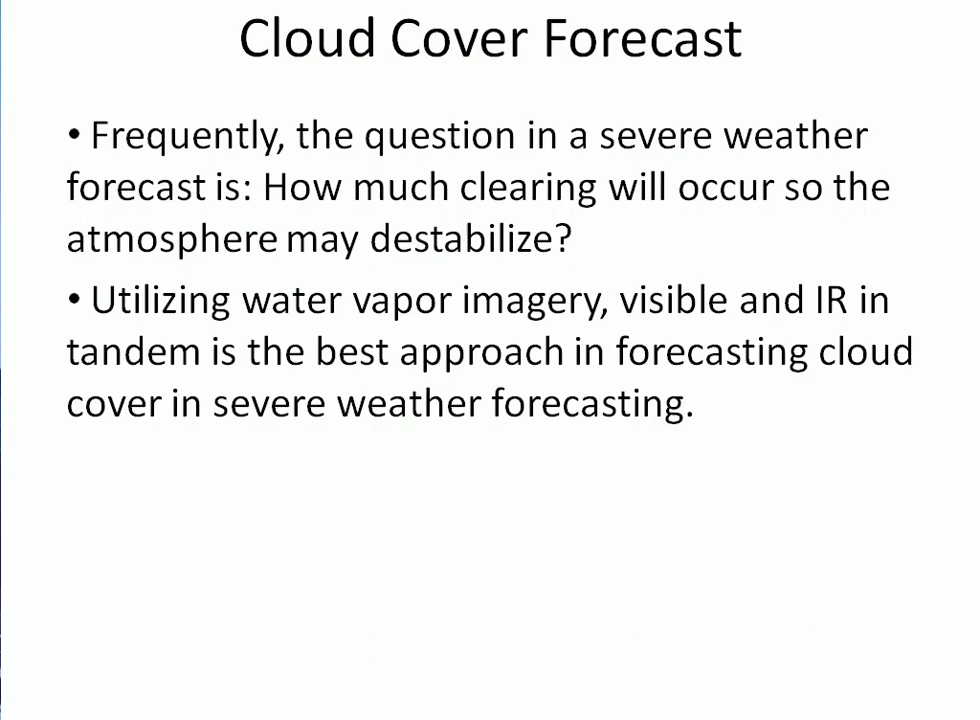 Cloud Cover Forecast
• Frequently, the question in a severe weather
forecast is: How much clearing will occur so the
atmosphere may destabilize?
• Utilizing water vapor imagery, visible and IR in
tandem is the best approach in forecasting cloud
cover in severe weather forecasting.